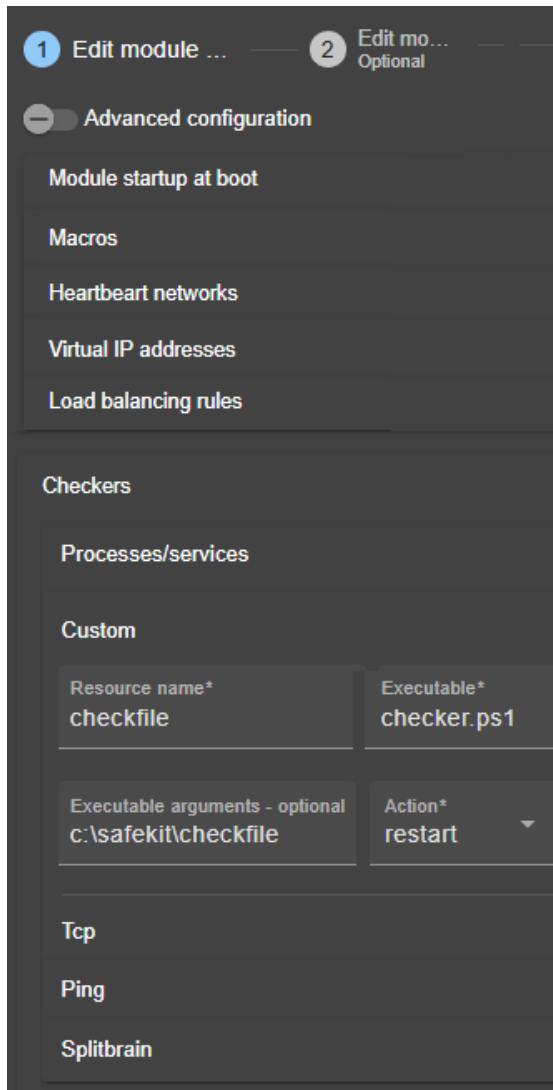 1 Edit module ... 2 Edit mo...
Optional
Advanced configuration
Module startup at boot
Macros
Heartbeart networks
Virtual IP addresses
Load balancing rules
Checkers
Processes/services
Custom
Resource name* Executable*
checkfile checker.ps1
Executable arguments - optional Action*
c:\safekit\checkfile restart
Tcp
Ping
Splitbrain